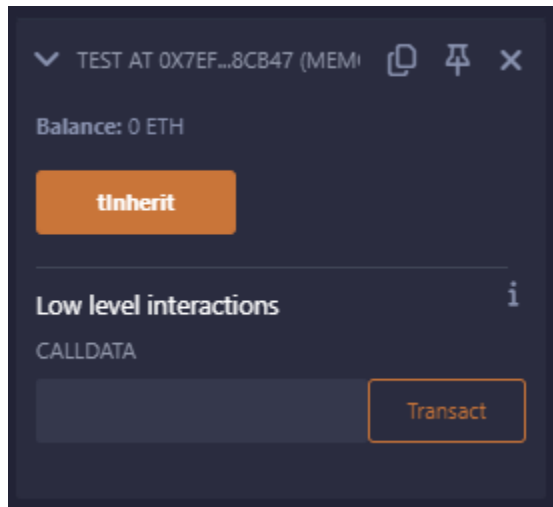 TEST AT 0X7EF...8CB47 (MEM
Balance: 0 ETH
tInherit
Low level interactions
i
CALLDATA
Transact